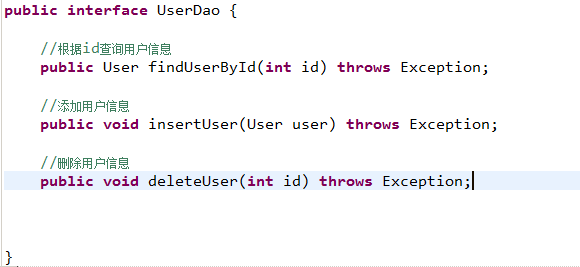 public interface UserDao {
//根据id查询用户信息
public User findUserById(int id) throws Exception;
//添加用户信息
public void insertUser(User user) throws Exception;
//删除用户信息
public void deleteUser(int id) throws Exception;
}